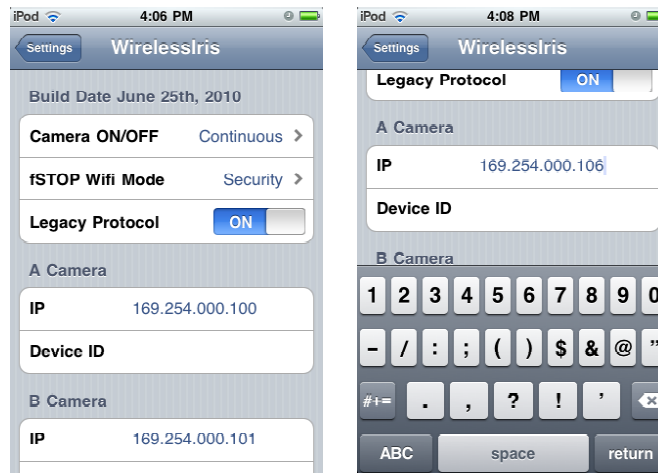 iPod 4:06 PM
Settings WirelessIris
Build Date June 25th, 2010
Camera ON/OFF Continuous >
fSTOP Wifi Mode Security >
Legacy Protocol ON
A Camera
IP 169.254.000.100
Device ID
B Camera
IP 169.254.000.101
iPod 4:08 PM
Settings WirelessIris
Legacy Protocol ON
A Camera
IP 169.254.000.106
Device ID
B Camera
1 2 3 4 5 6 7 8 9 0
- / : ; ( ) $ & @ "
#+= . , ? ! '
ABC space return